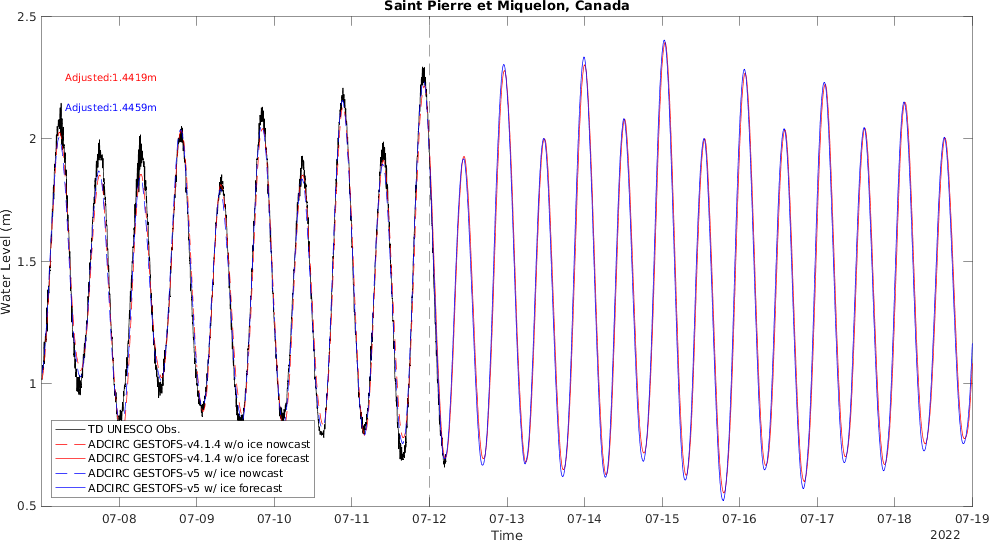 Saint Pierre et Miquelon, Canada
2.5
Adjusted:1.4419m
Adjusted:1.4459m
2
1.5
1
0.5
Water Level (m)
TD UNESCO Obs.
ADCIRC GESTOFS-v4.1.4 w/o ice nowcast
ADCIRC GESTOFS-v4.1.4 w/o ice forecast
ADCIRC GESTOFS-v5 w/ ice nowcast
ADCIRC GESTOFS-v5 w/ ice forecast
07-08 07-09 07-10 07-11 07-12 07-13 07-14 07-15 07-16 07-17 07-18 07-19
Time
2022